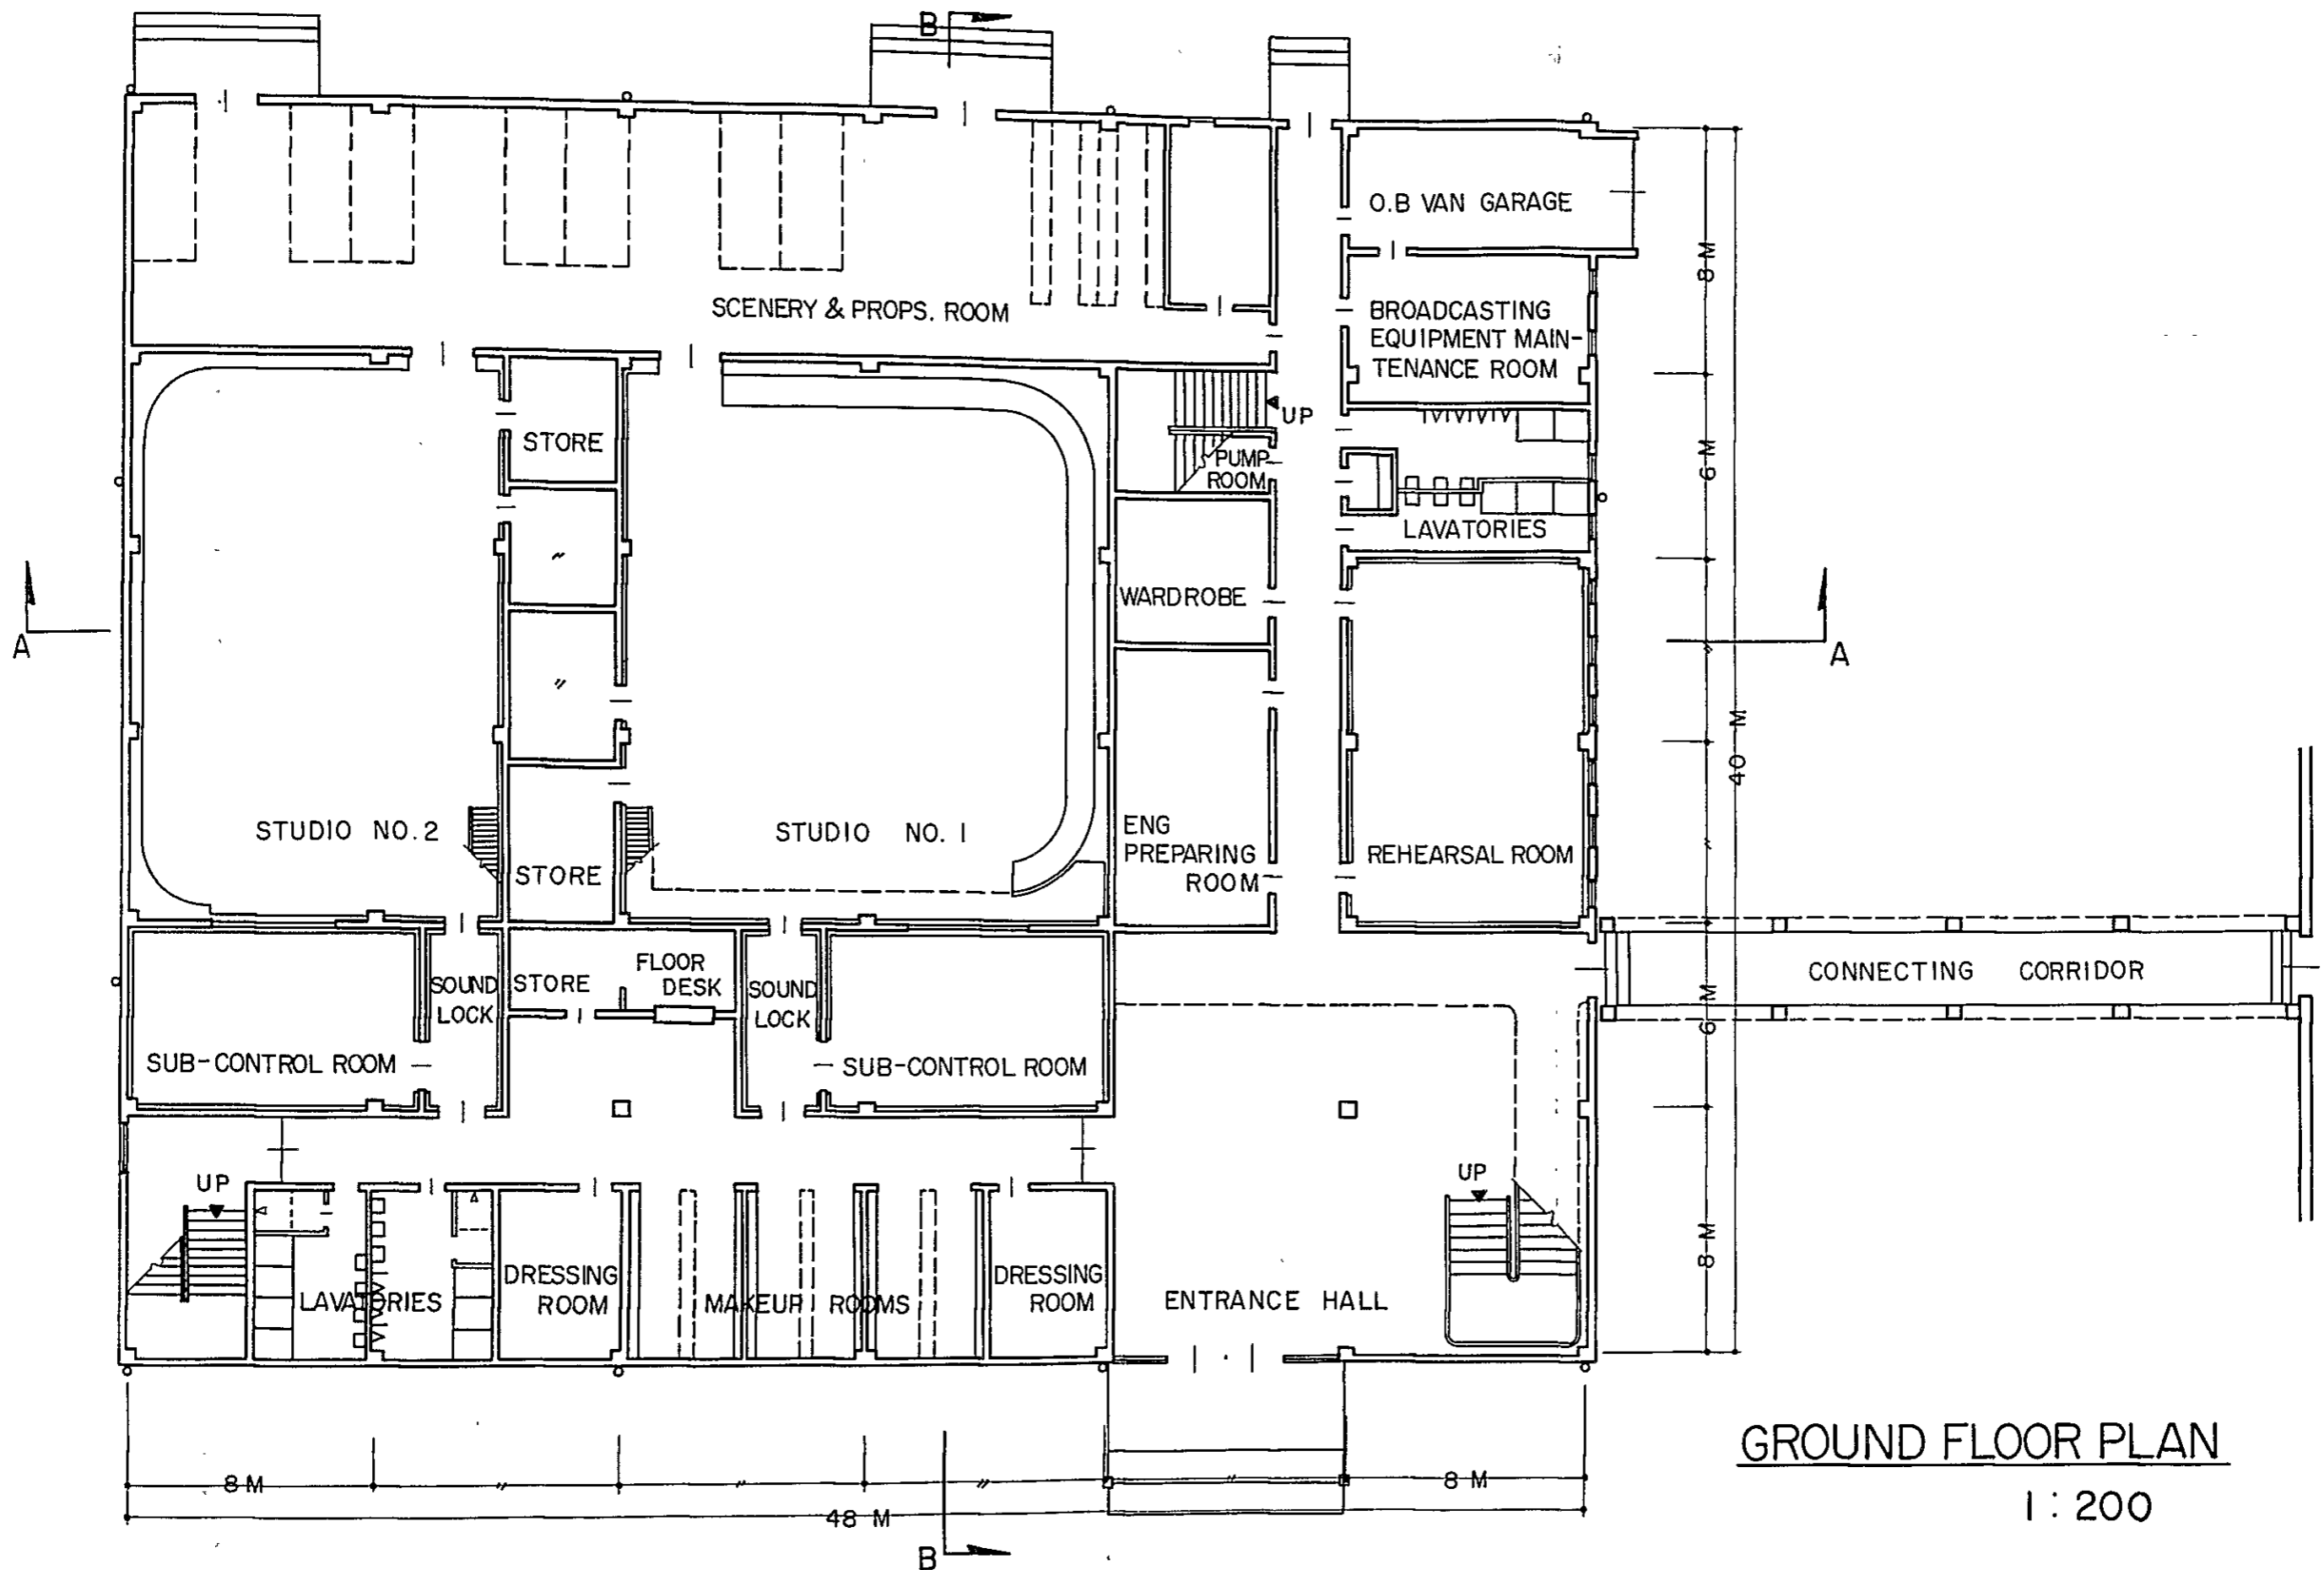 B
O.B VAN GARAGE
8 M
SCENERY & PROPS. ROOM
BROADCASTING
EQUIPMENT MAIN-
TENANCE ROOM
UP
STORE
PUMP
ROOM
6 M
LAVATORIES
〃
WARDROBE
A
A
〃
〃
40 M
STUDIO NO. 2
STUDIO NO. 1
ENG
PREPARING
ROOM
REHEARSAL ROOM
〃
STORE
SOUND
LOCK
STORE
FLOOR
DESK
SOUND
LOCK
CONNECTING CORRIDOR
6 M
SUB-CONTROL ROOM
SUB-CONTROL ROOM
UP
UP
8 M
LAVATORIES
DRESSING
ROOM
MAKEUP ROOMS
DRESSING
ROOM
ENTRANCE HALL
8 M
〃
〃
〃
〃
8 M
48 M
B
GROUND FLOOR PLAN
1 : 200